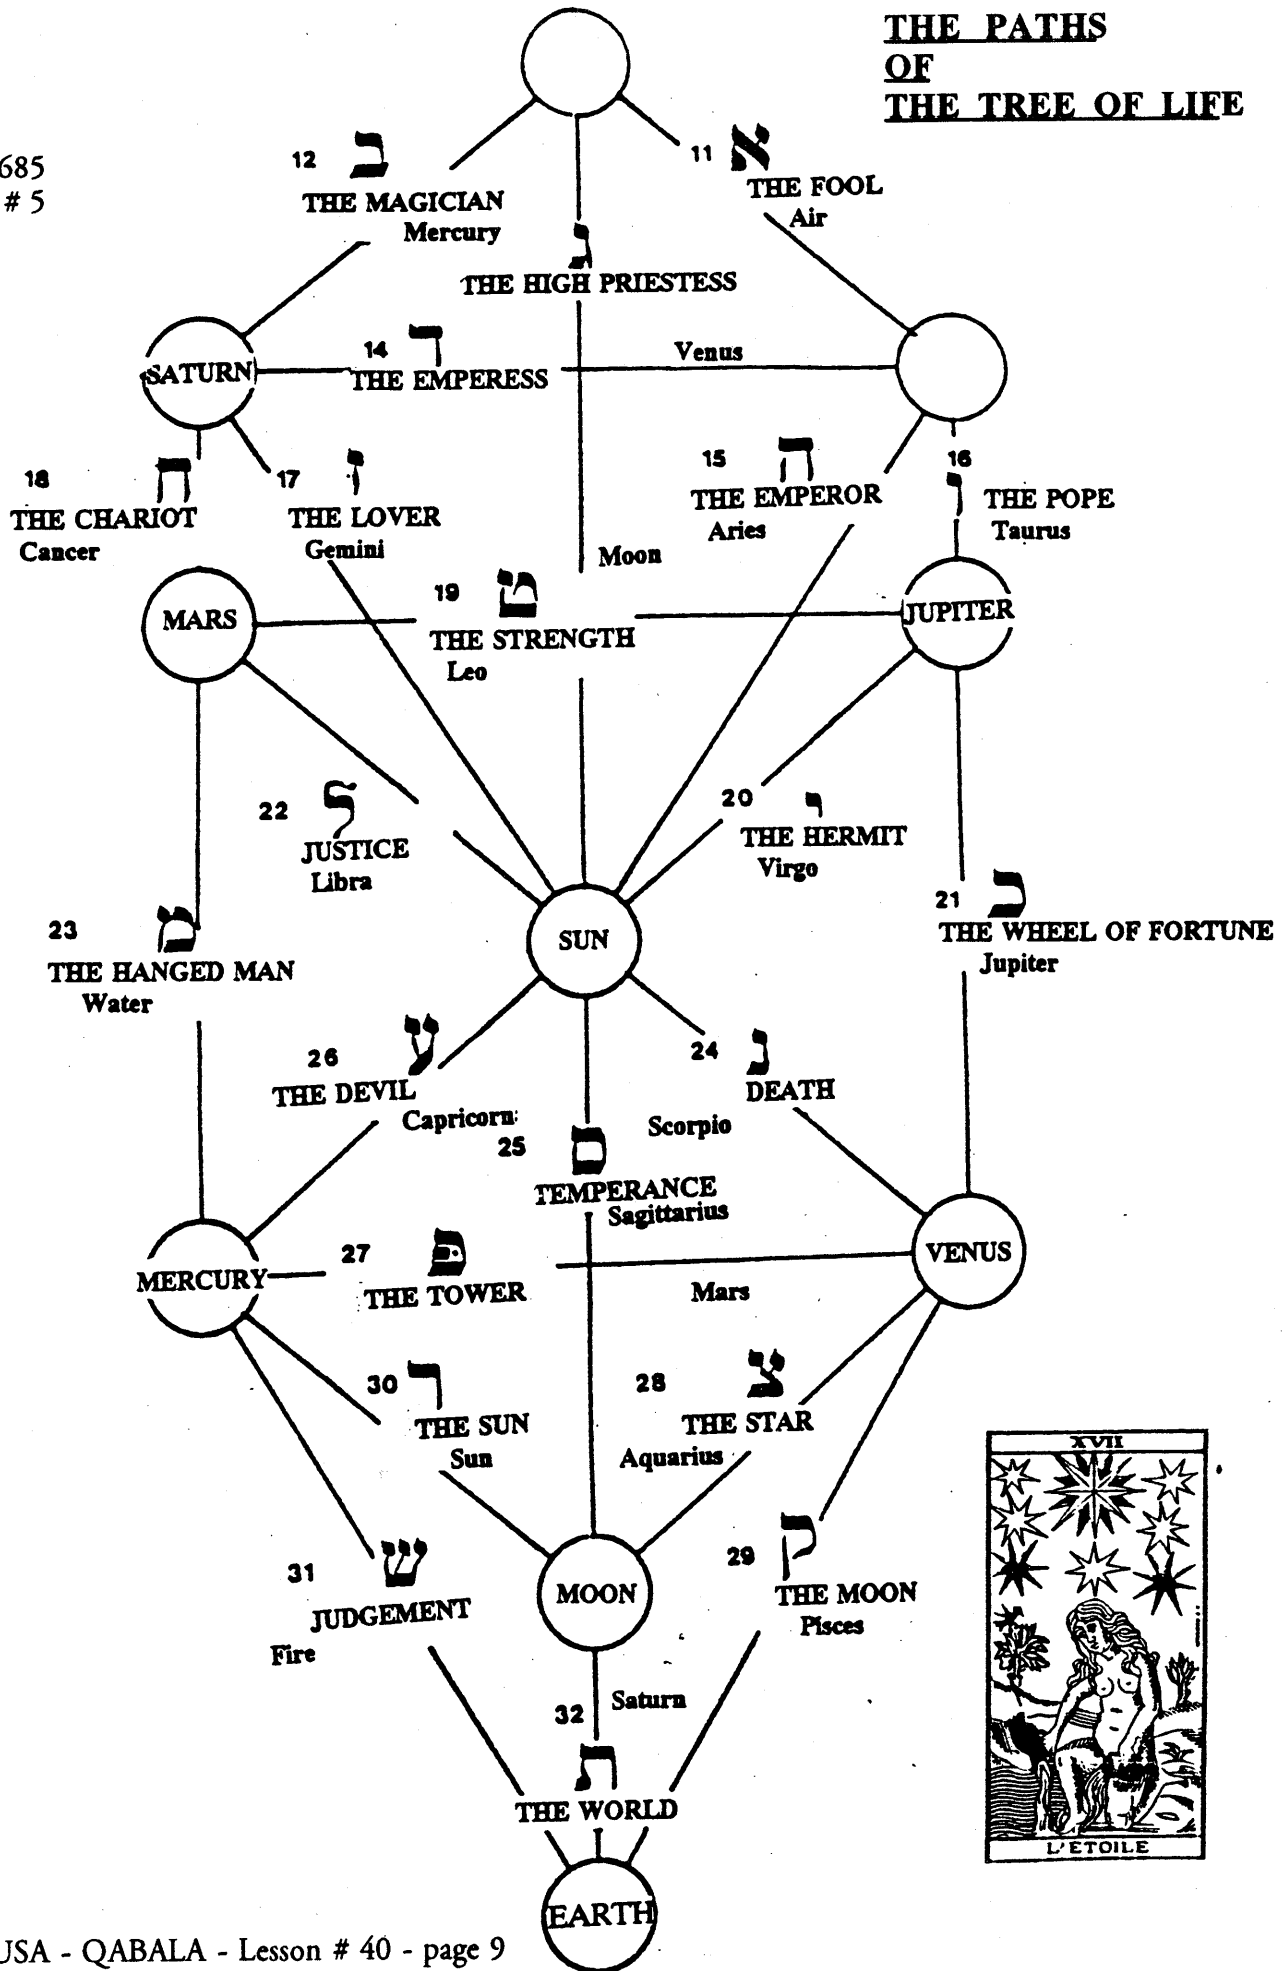 THE PATHS
OF
THE TREE OF LIFE
685
# 5
12 ב
THE MAGICIAN
Mercury
11 א
THE FOOL
Air
ג
THE HIGH PRIESTESS
SATURN
14 ד
THE EMPERESS
Venus
18 ח
THE CHARIOT
Cancer
17 ז
THE LOVER
Gemini
15 ה
THE EMPEROR
Aries
16
ו
THE POPE
Taurus
Moon
MARS
19 ט
THE STRENGTH
Leo
JUPITER
22 ל
JUSTICE
Libra
20 י
THE HERMIT
Virgo
21 כ
THE WHEEL OF FORTUNE
Jupiter
23 מ
THE HANGED MAN
Water
SUN
26 ע
THE DEVIL
Capricorn
24 נ
DEATH
Scorpio
25 ס
TEMPERANCE
Sagittarius
MERCURY
27 פ
THE TOWER
Mars
VENUS
30 ר
THE SUN
Sun
28 צ
THE STAR
Aquarius
31 ש
JUDGEMENT
Fire
MOON
29 ק
THE MOON
Pisces
32
Saturn
ת
THE WORLD
EARTH
XVII
L'ETOILE
USA - QABALA - Lesson # 40 - page 9